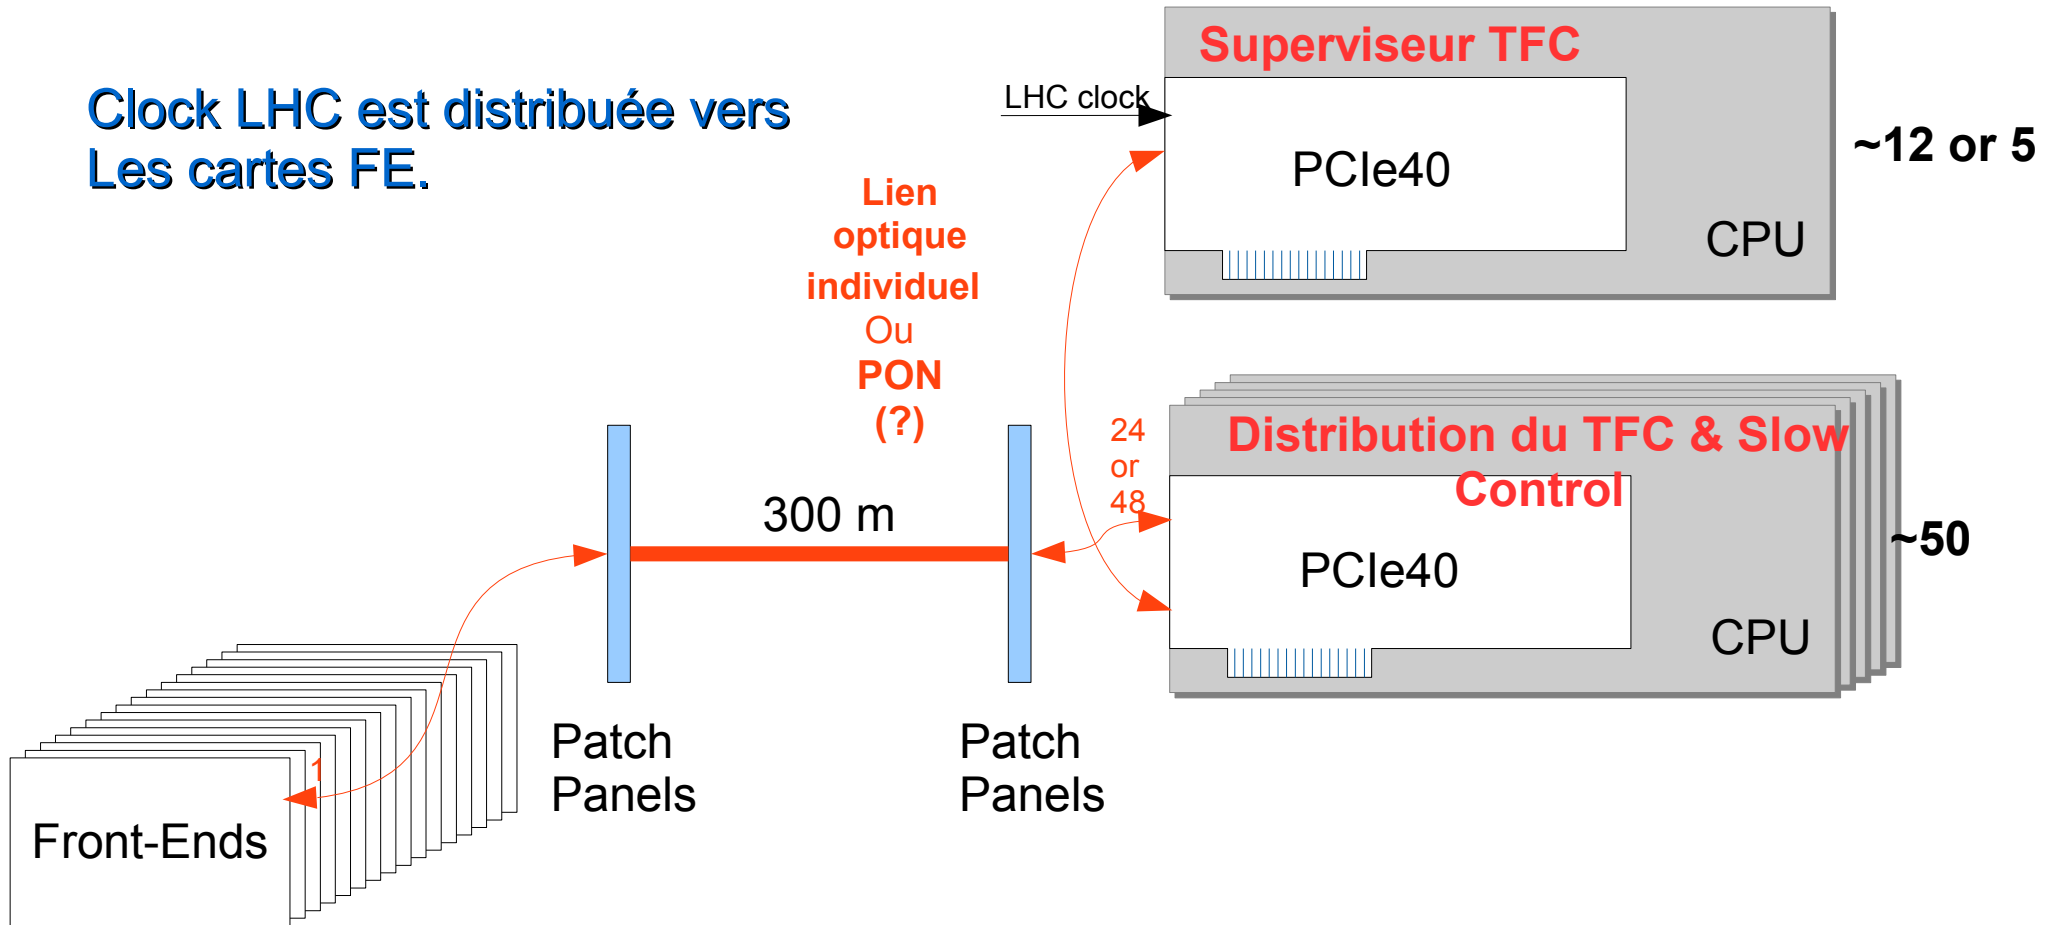 Clock LHC est distribuée vers
Les cartes FE.
Superviseur TFC
LHC clock
PCIe40
CPU
~12 or 5
Lien
optique
individuel
Ou
PON
(?)
24
or
48
Distribution du TFC & Slow
Control
PCIe40
CPU
~50
300 m
Patch
Panels
Patch
Panels
1
Front-Ends